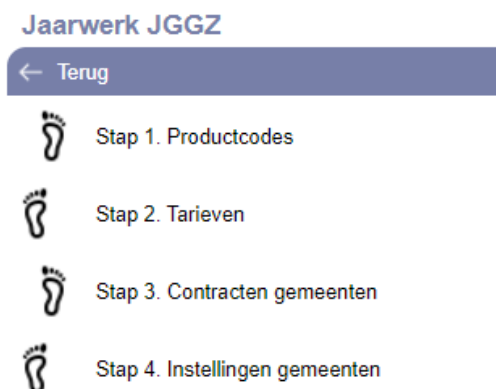 Jaarwerk JGGZ
← Terug
Stap 1. Productcodes
Stap 2. Tarieven
Stap 3. Contracten gemeenten
Stap 4. Instellingen gemeenten